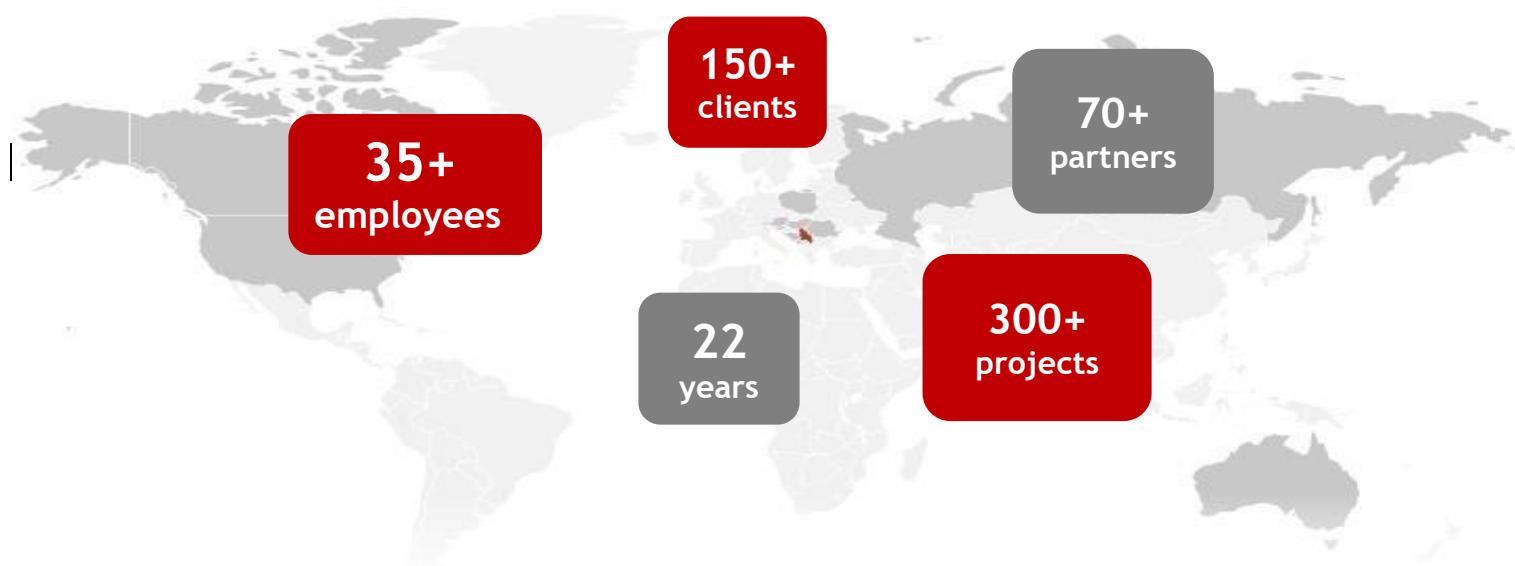 150+
clients
70+
partners
35+
employees
22
years
300+
projects